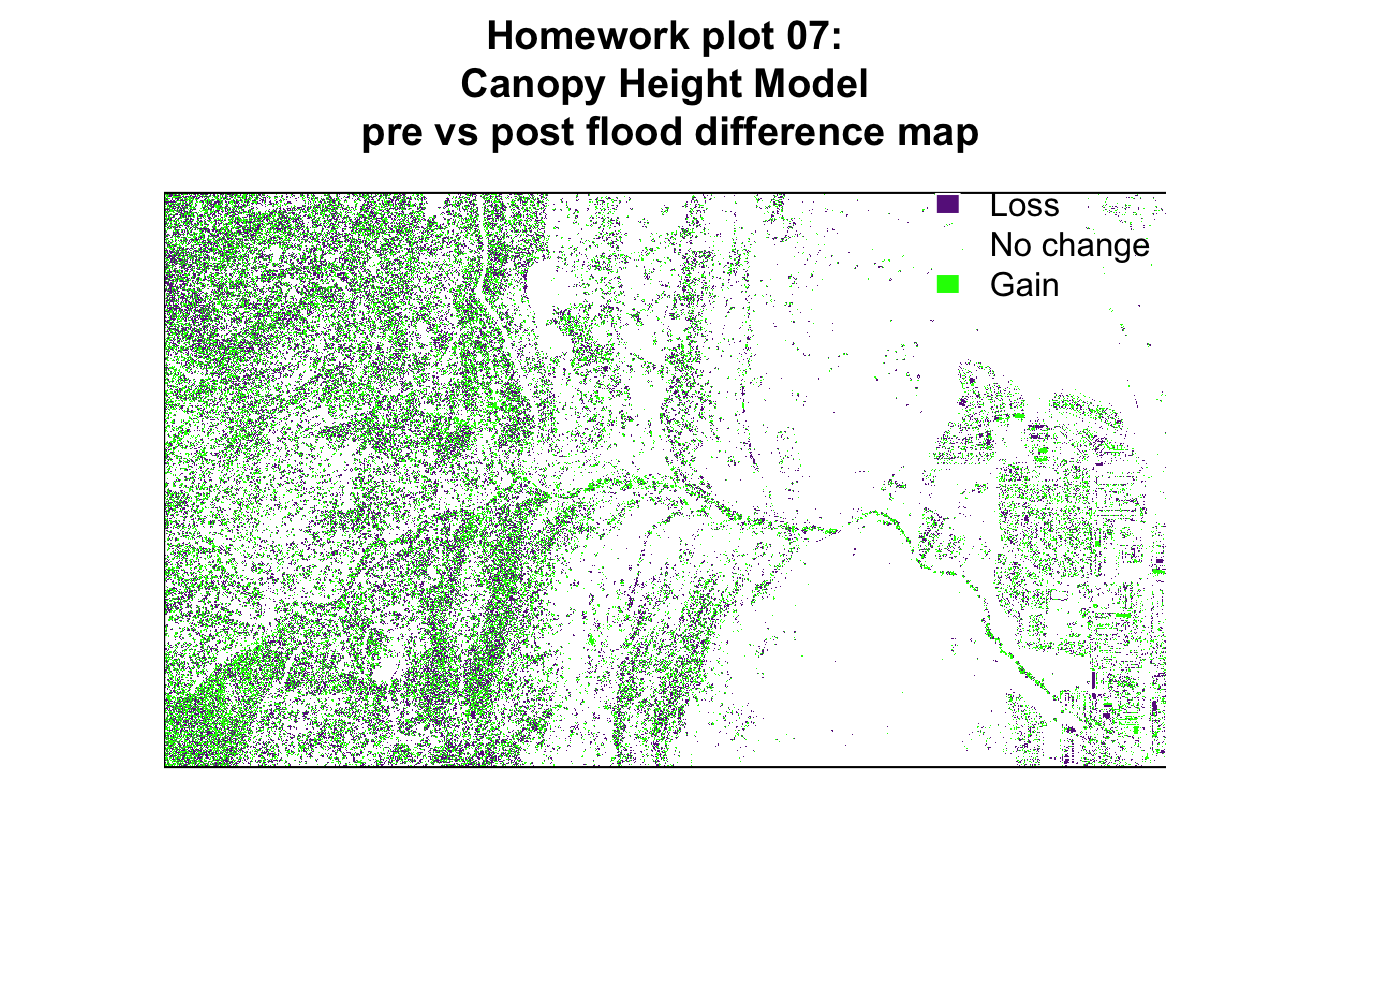 Homework plot 07:
Canopy Height Model
pre vs post flood difference map
Loss
No change
Gain